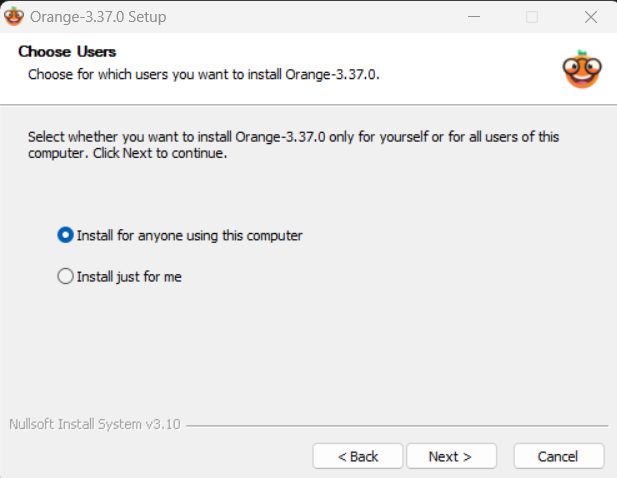 Orange-3.37.0 Setup
Choose Users
Choose for which users you want to install Orange-3.37.0.
Select whether you want to install Orange-3.37.0 only for yourself or for all users of this
computer. Click Next to continue.
Install for anyone using this computer
Install just for me
Nullsoft Install System v3.10
< Back
Next >
Cancel